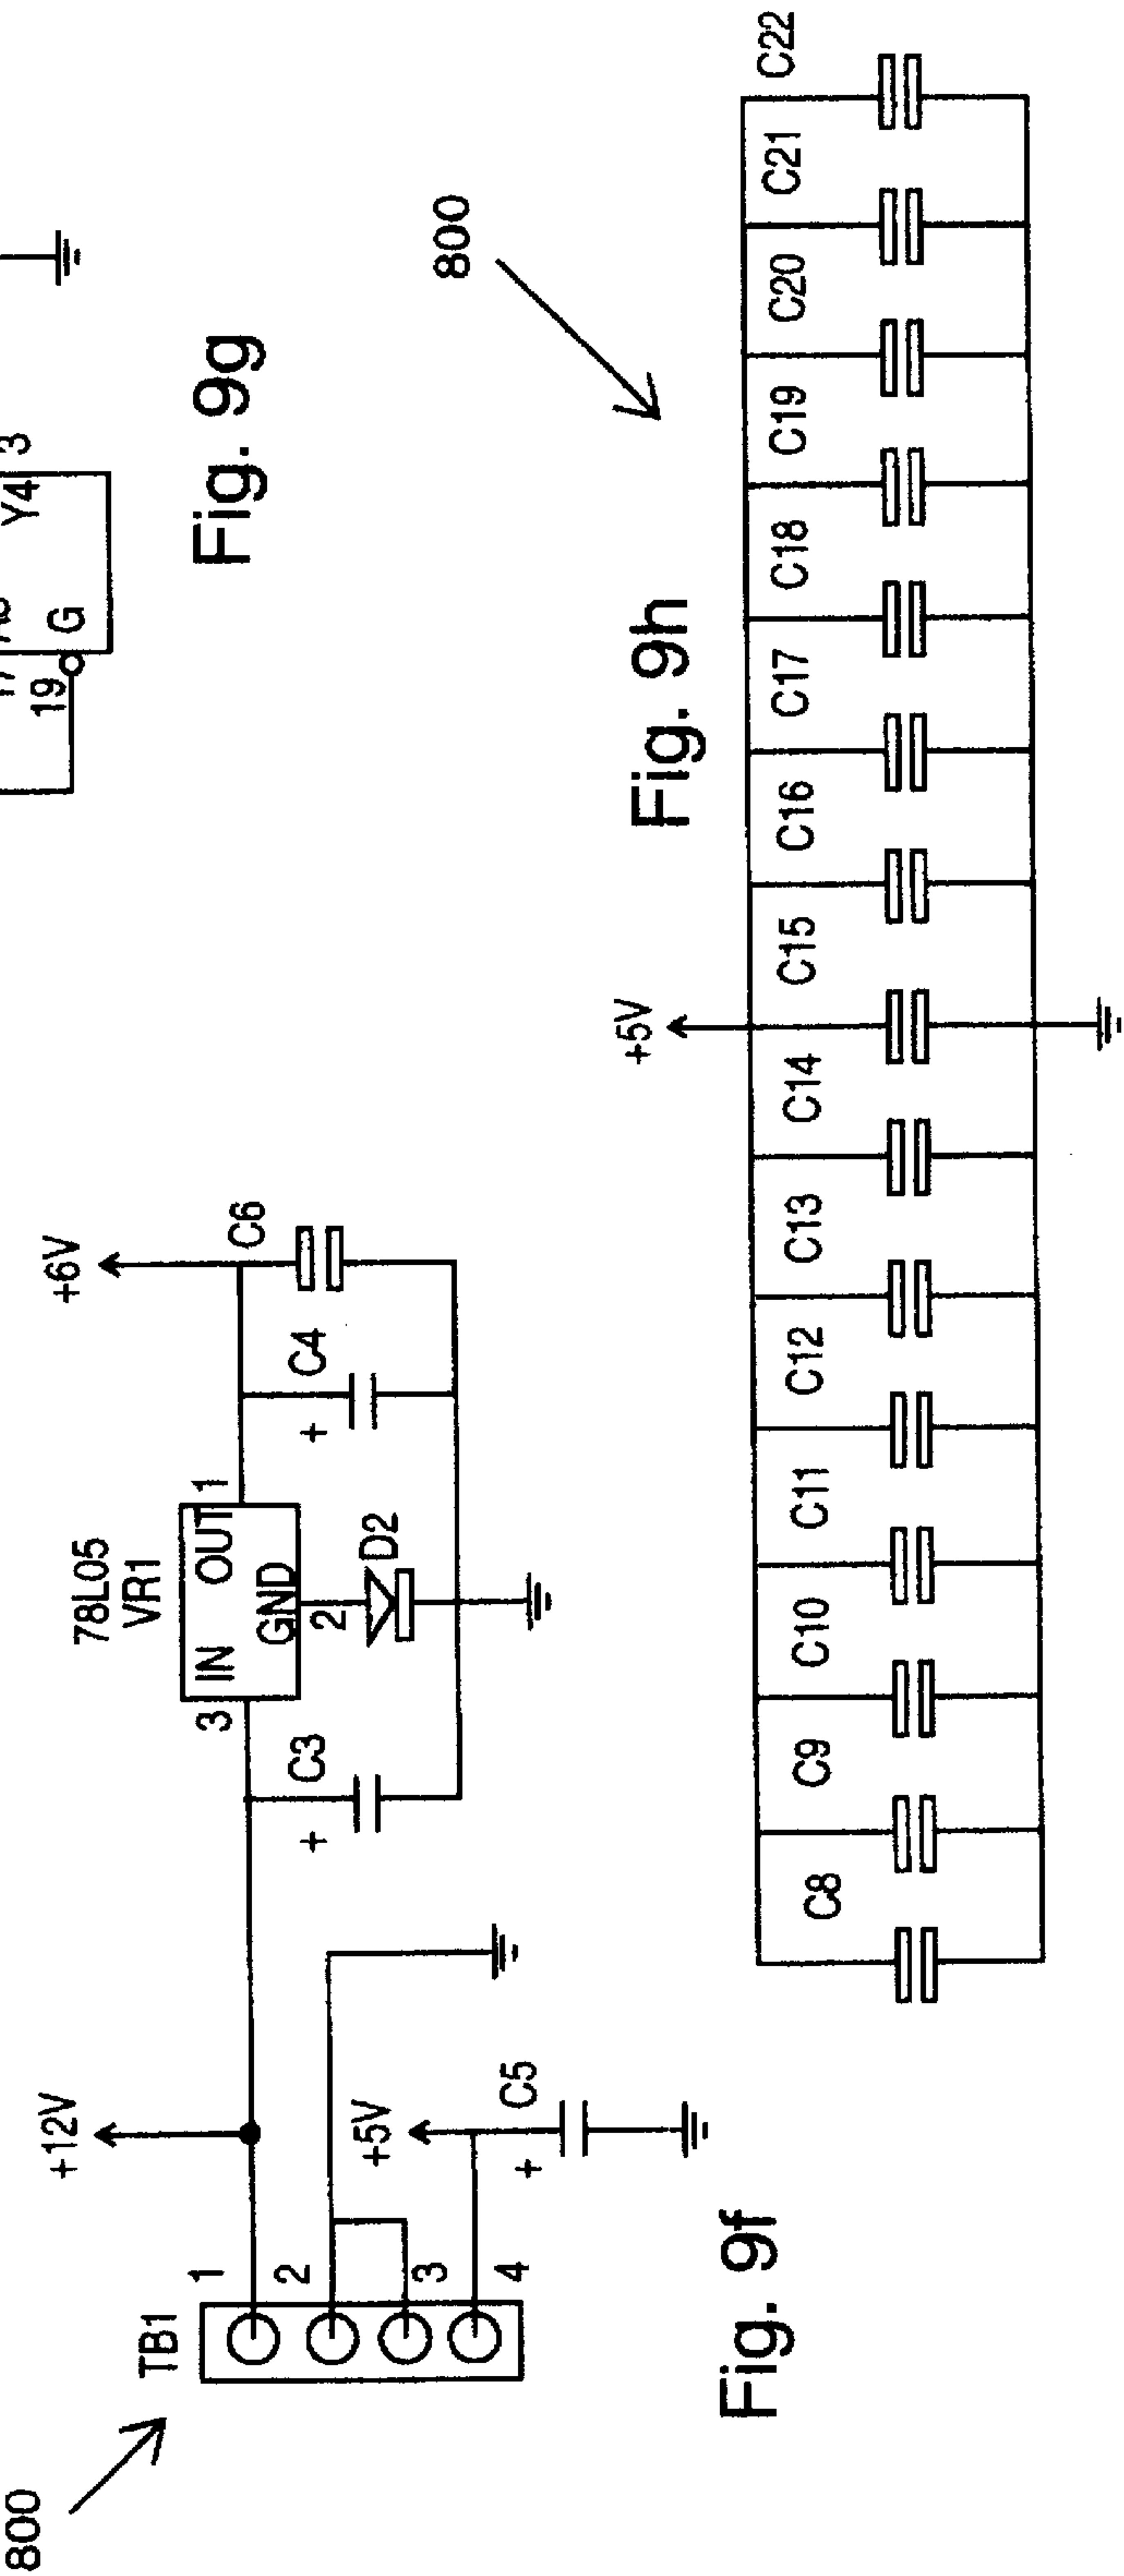 17 A8 Y4 3
19 G
Fig. 9g
800
+12V
+6V
78L05
VR1
TB1
1
3 IN OUT 1
GND
2
C3
+
D2
C4
+
C6
2
3
4
+5V
C5
+
Fig. 9f
800
Fig. 9h
+5V
C8 C9 C10 C11 C12 C13 C14 C15 C16 C17 C18 C19 C20 C21 C22